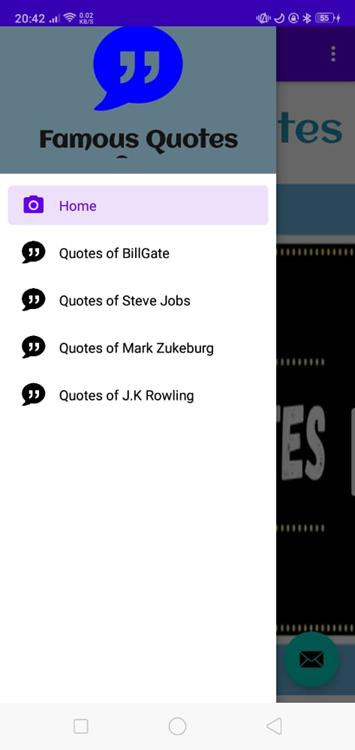 20:42
0.02
KB/S
55
Famous Quotes
tes
Home
Quotes of BillGate
Quotes of Steve Jobs
Quotes of Mark Zukeburg
Quotes of J.K Rowling
ES